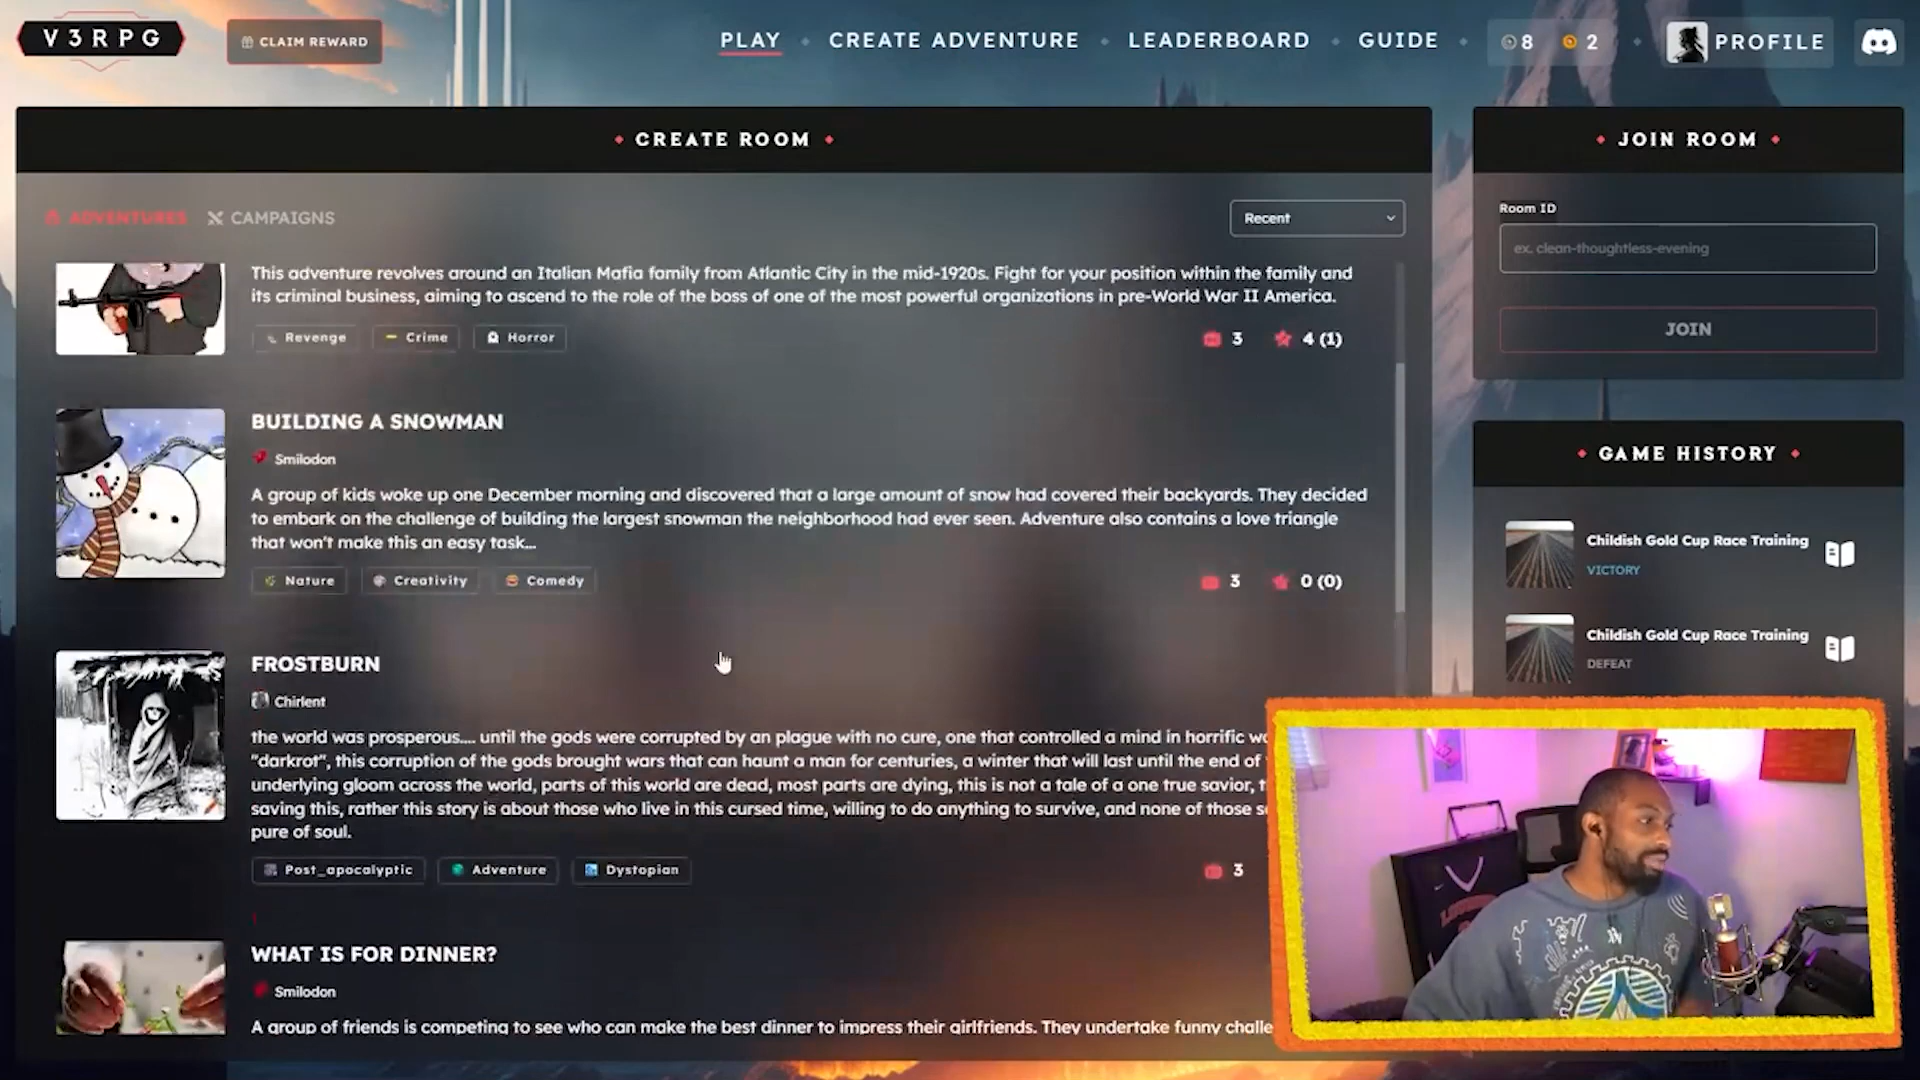 V3RPG
CLAIM REWARD
PLAY
CREATE ADVENTURE
LEADERBOARD
GUIDE
8
2
PROFILE
CREATE ROOM
ADVENTURES
CAMPAIGNS
Recent
This adventure revolves around an Italian Mafia family from Atlantic City in the mid-1920s. Fight for your position within the family and
its criminal business, aiming to ascend to the role of the boss of one of the most powerful organizations in pre-World War II America.
Revenge
Crime
Horror
3
4 (1)
BUILDING A SNOWMAN
Smilodon
A group of kids woke up one December morning and discovered that a large amount of snow had covered their backyards. They decided
to embark on the challenge of building the largest snowman the neighborhood had ever seen. Adventure also contains a love triangle
that won't make this an easy task...
Nature
Creativity
Comedy
3
0 (0)
FROSTBURN
Chirlent
the world was prosperous.... until the gods were corrupted by an plague with no cure, one that controlled a mind in horrific
"darkrot", this corruption of the gods brought wars that can haunt a man for centuries, a winter that will last until the end of
underlying gloom across the world, parts of this world are dead, most parts are dying, this is not a tale of a one true savior,
saving this, rather this story is about those who live in this cursed time, willing to do anything to survive, and none of those
pure of soul.
Post_apocalyptic
Adventure
Dystopian
3
WHAT IS FOR DINNER?
Smilodon
A group of friends is competing to see who can make the best dinner to impress their girlfriends. They undertake funny
JOIN ROOM
Room ID
ex. clean-thoughtless-evening
JOIN
GAME HISTORY
Childish Gold Cup Race Training
VICTORY
Childish Gold Cup Race Training
DEFEAT